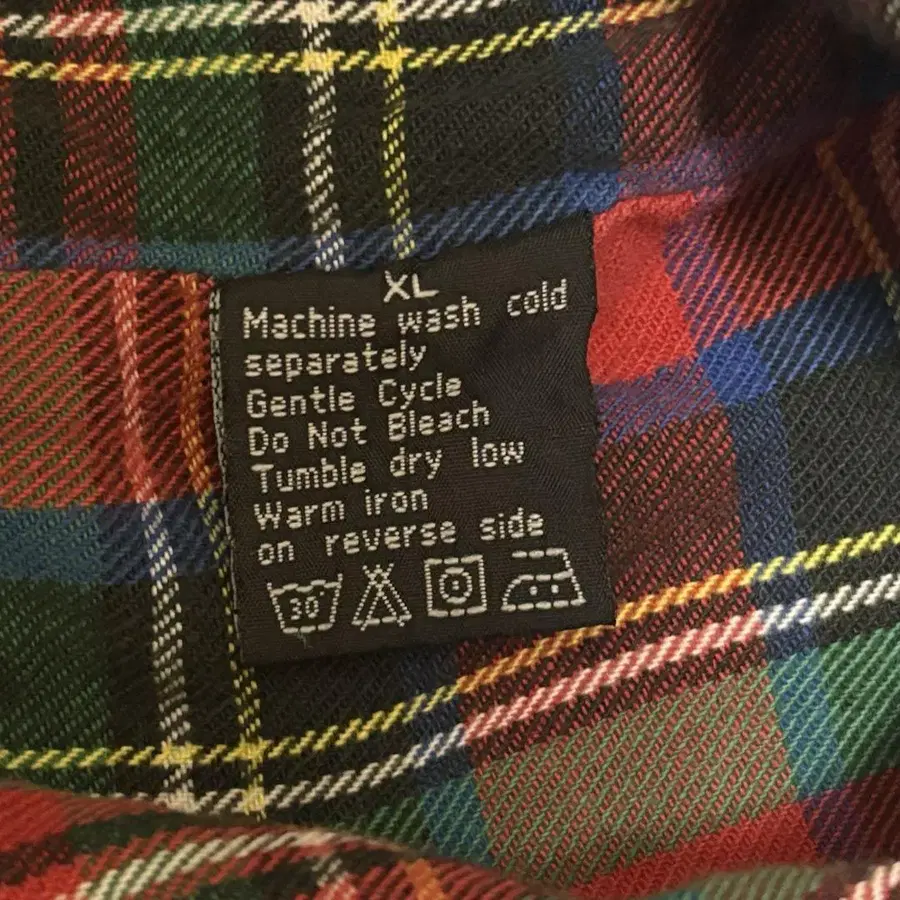 XL
Machine wash cold
separately
Gentle Cycle
Do Not Bleach
Tumble dry low
Warm iron
on reverse side
30